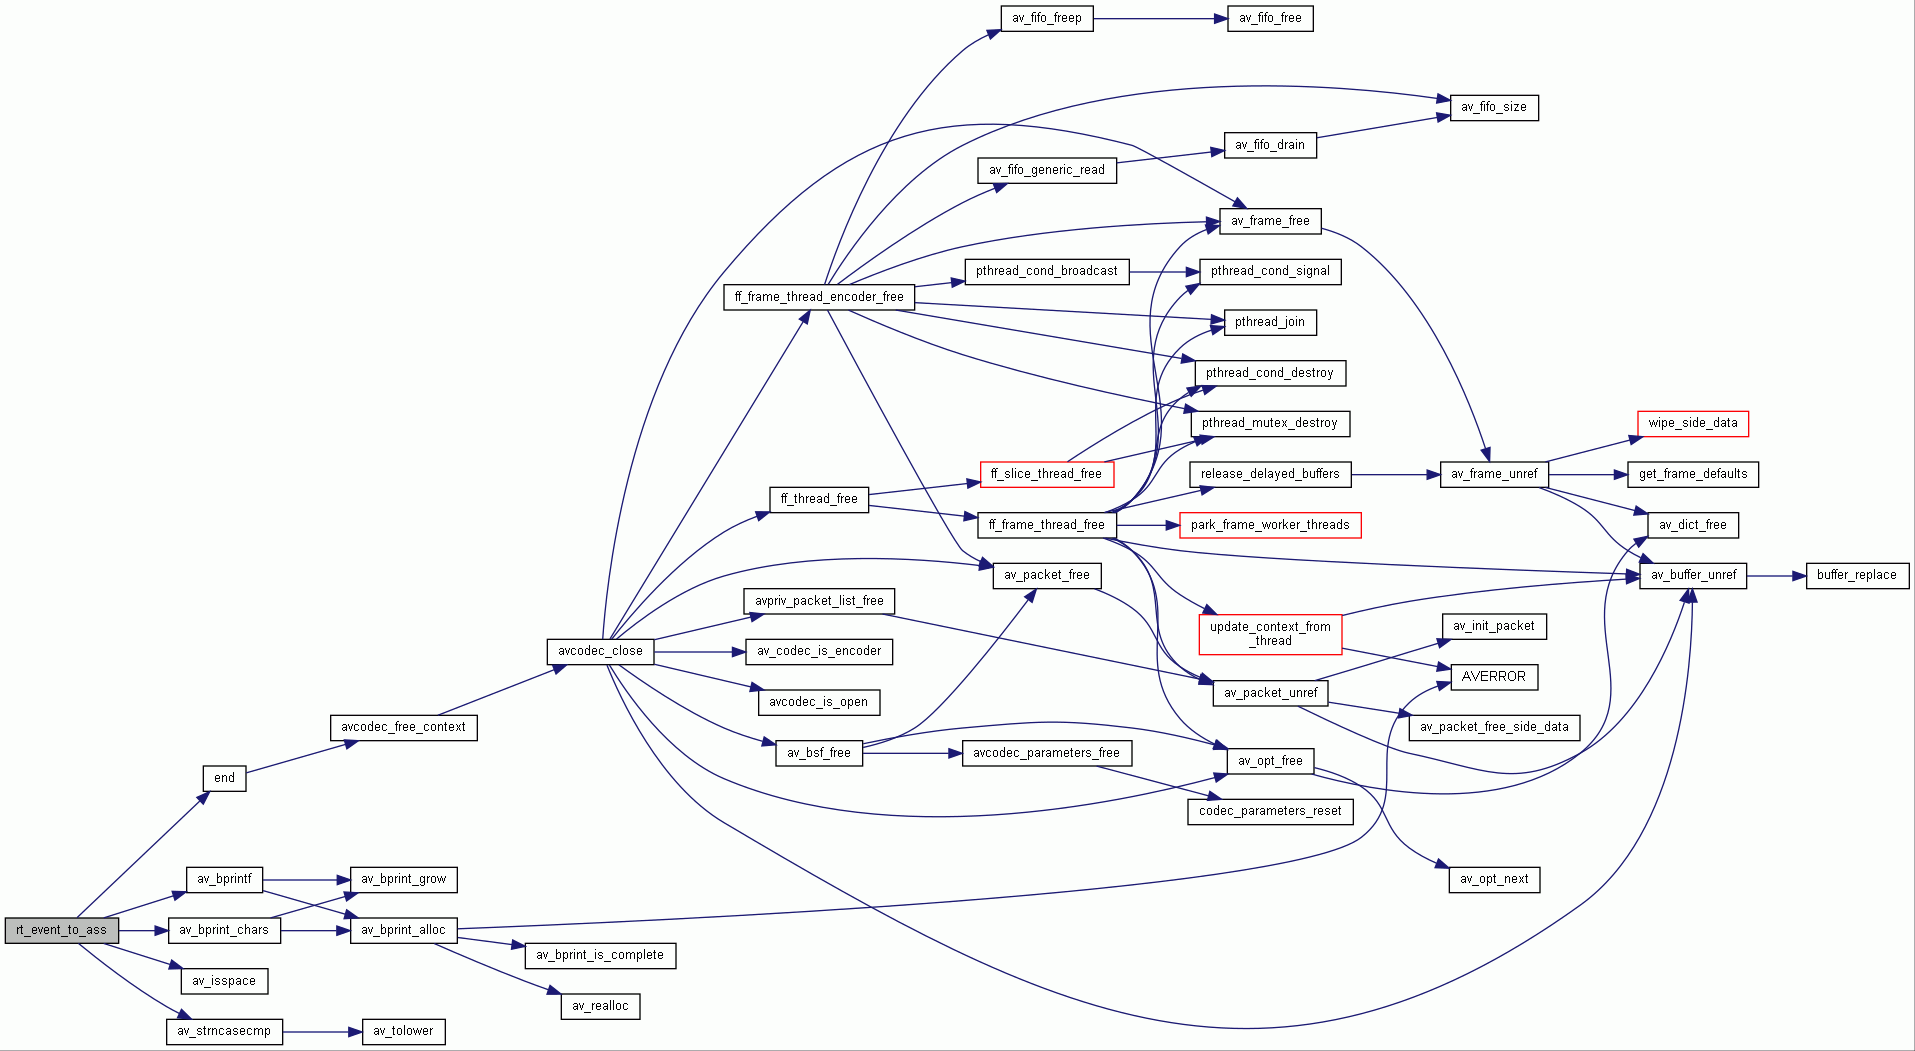 av_fifo_freep
av_fifo_free
av_fifo_size
av_fifo_drain
av_fifo_generic_read
av_frame_free
pthread_cond_broadcast
pthread_cond_signal
ff_frame_thread_encoder_free
pthread_join
pthread_cond_destroy
pthread_mutex_destroy
wipe_side_data
ff_slice_thread_free
release_delayed_buffers
av_frame_unref
get_frame_defaults
ff_thread_free
ff_frame_thread_free
park_frame_worker_threads
av_dict_free
av_packet_free
av_buffer_unref
buffer_replace
avpriv_packet_list_free
update_context_from
_thread
av_init_packet
avcodec_close
av_codec_is_encoder
AVERROR
avcodec_is_open
av_packet_unref
av_packet_free_side_data
avcodec_free_context
av_bsf_free
avcodec_parameters_free
av_opt_free
end
codec_parameters_reset
av_bprintf
av_bprint_grow
av_opt_next
rt_event_to_ass
av_bprint_chars
av_bprint_alloc
av_bprint_is_complete
av_isspace
av_realloc
av_strncasecmp
av_tolower